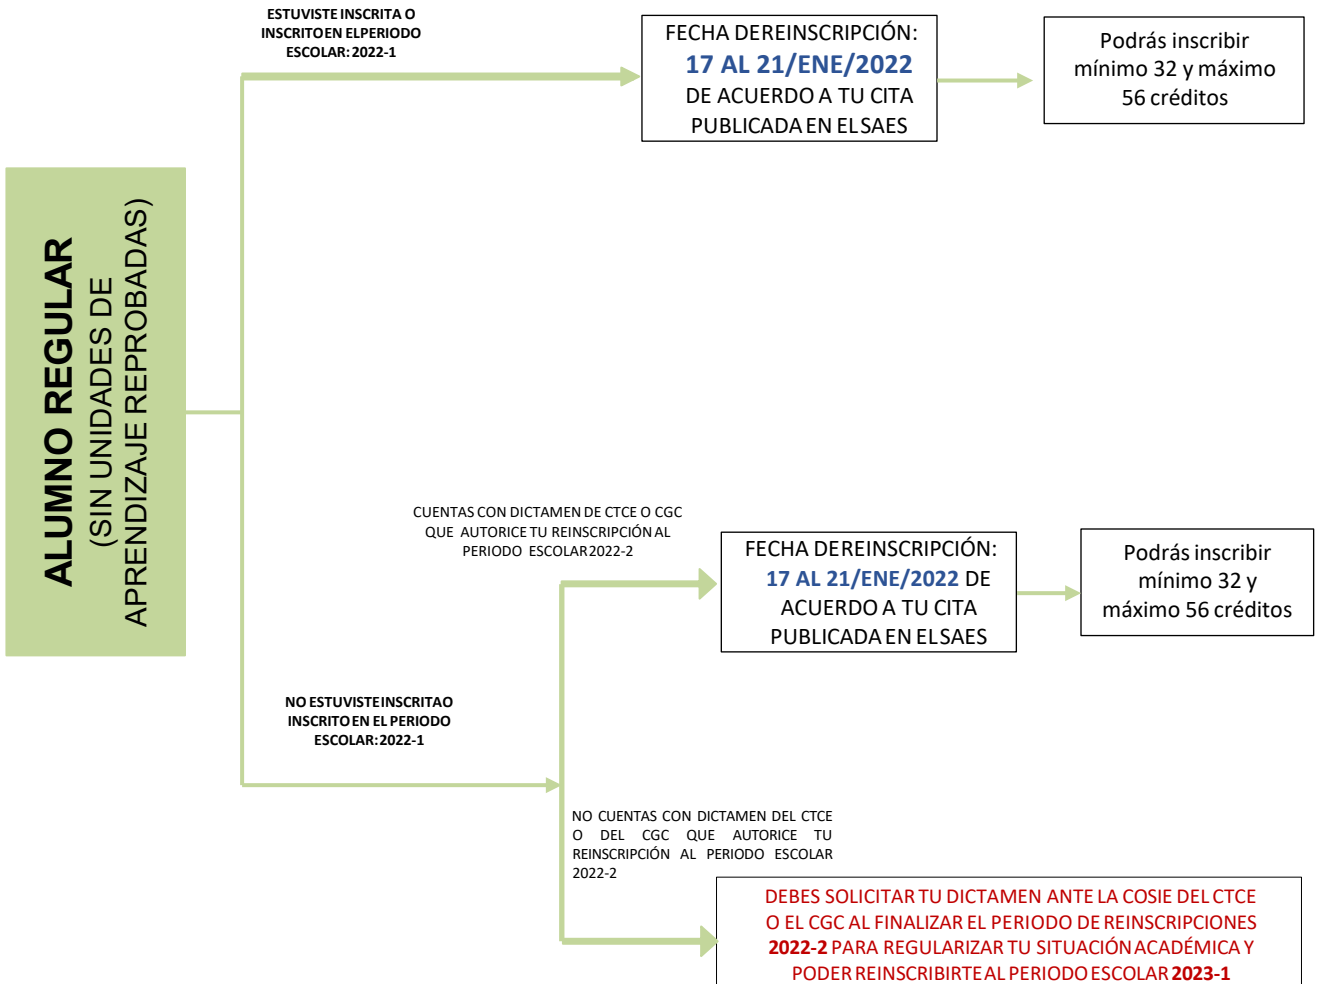 ESTUVISTE INSCRITA O
INSCRITO EN EL PERIODO
ESCOLAR: 2022-1
FECHA DE REINSCRIPCIÓN:
17 AL 21/ENE/2022
DE ACUERDO A TU CITA
PUBLICADA EN EL SAES
Podrás inscribir
mínimo 32 y máximo
56 créditos
ALUMNO REGULAR
(SIN UNIDADES DE
APRENDIZAJE REPROBADAS)
CUENTAS CON DICTAMEN DE CTCE O CGC
QUE AUTORICE TU REINSCRIPCIÓN AL
PERIODO ESCOLAR 2022-2
FECHA DE REINSCRIPCIÓN:
17 AL 21/ENE/2022 DE
ACUERDO A TU CITA
PUBLICADA EN EL SAES
Podrás inscribir
mínimo 32 y
máximo 56 créditos
NO ESTUVISTE INSCRITA O
INSCRITO EN EL PERIODO
ESCOLAR: 2022-1
NO CUENTAS CON DICTAMEN DEL CTCE
O DEL CGC QUE AUTORICE TU
REINSCRIPCIÓN AL PERIODO ESCOLAR
2022-2
DEBES SOLICITAR TU DICTAMEN ANTE LA COSIE DEL CTCE
O EL CGC AL FINALIZAR EL PERIODO DE REINSCRIPCIONES
2022-2 PARA REGULARIZAR TU SITUACIÓN ACADÉMICA Y
PODER REINSCRIBIRTE AL PERIODO ESCOLAR 2023-1